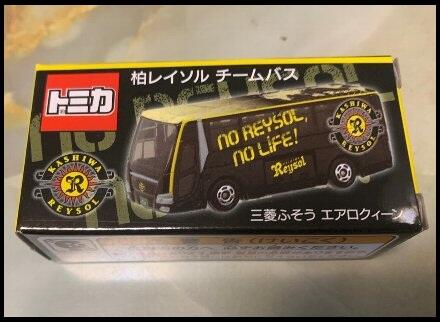 柏レイソル チームバス
トミカ
NO REYSOL,
NO LIFE!
Reysol
KASHIWA
R
REYSOL
KASHIWA
R
REYSOL
三菱ふそう エアロクィーン